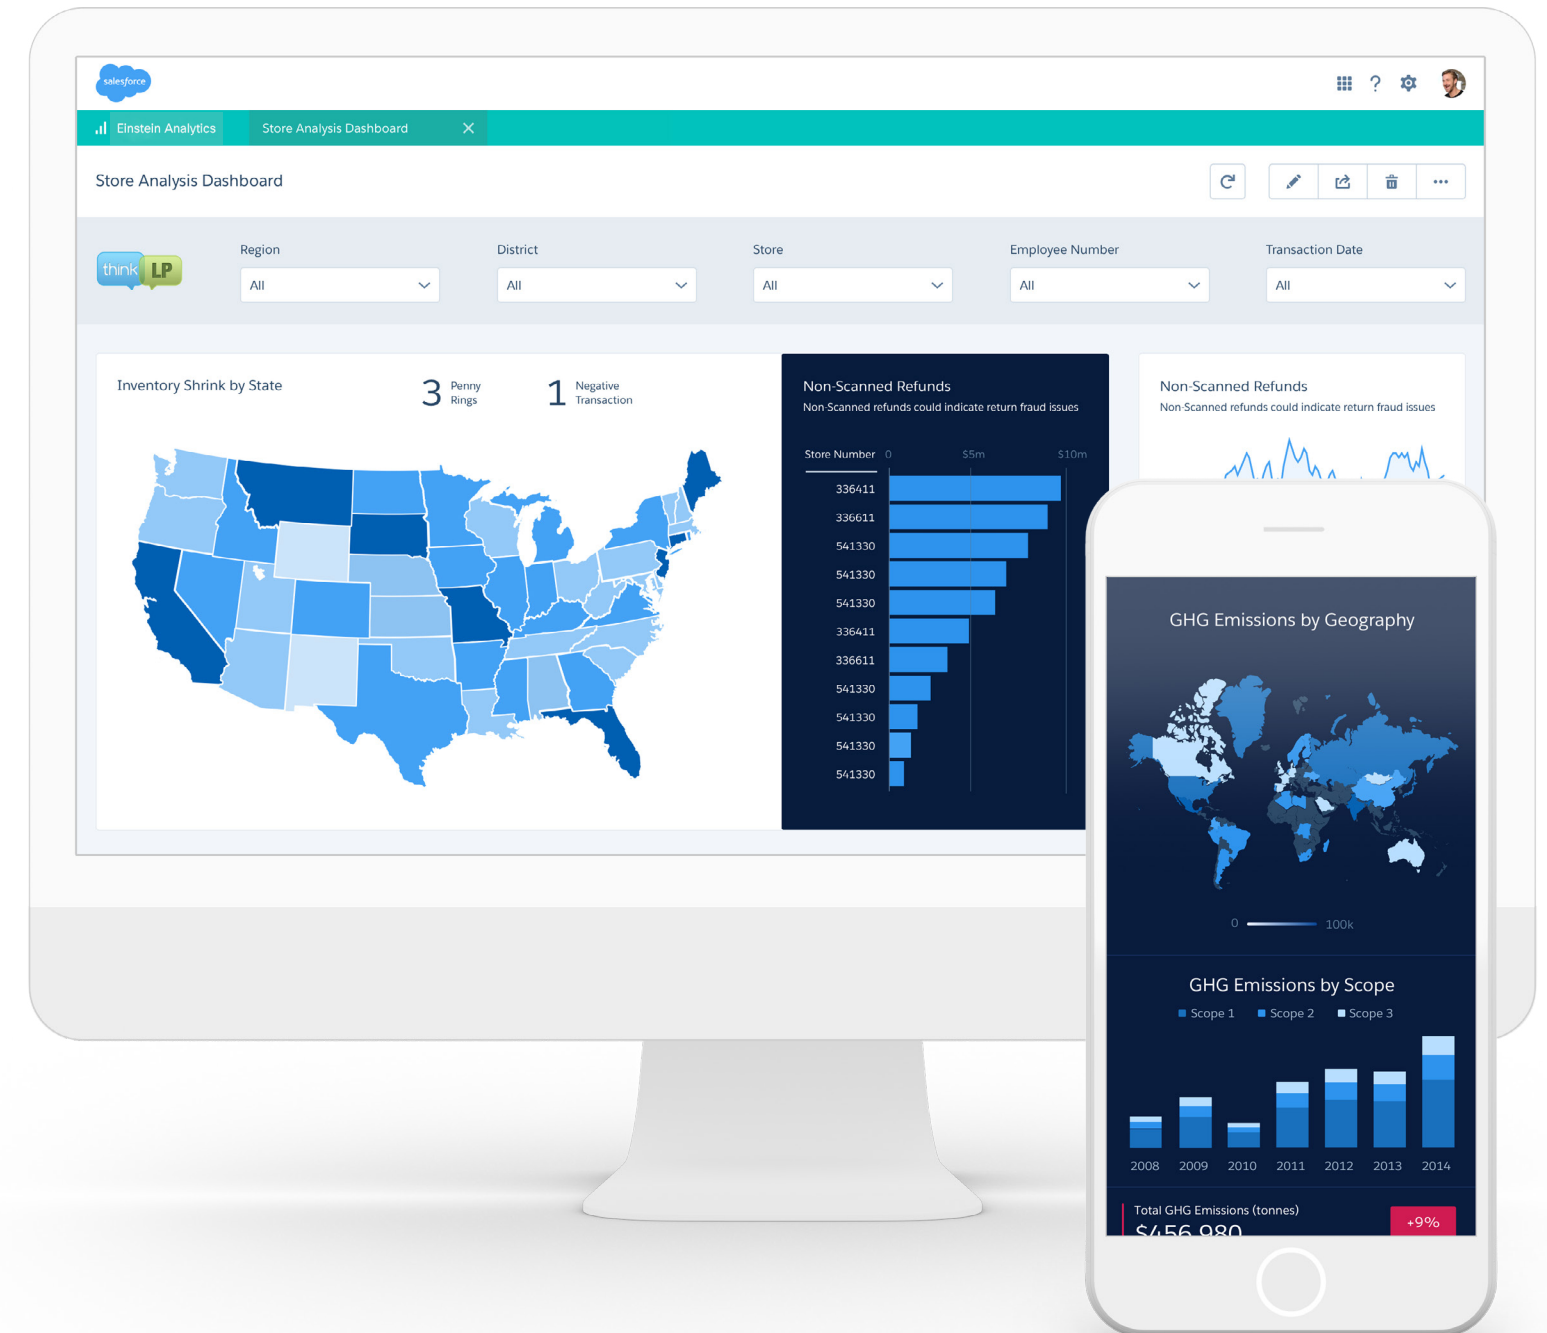 salesforce
EInsteIn Analytics
Store Analysis Dashboard
Store Analysis Dashboard
think LP
Region
District
Store
Employee Number
Transaction Date
All
All
All
All
All
Inventory Shrink by State
3 Penny Rings
1 Negative Transaction
Non-Scanned Refunds
Non-Scanned refunds could indicate return fraud issues
Store Number 0 $5m $10m
336411
336611
541330
541330
541330
336411
336611
541330
541330
541330
541330
Non-Scanned Refunds
Non-Scanned refunds could indicate return fraud issues
GHG Emissions by Geography
0 100k
GHG Emissions by Scope
Scope 1 Scope 2 Scope 3
2008 2009 2010 2011 2012 2013 2014
Total GHG Emissions (tonnes)
$456,980
+9%